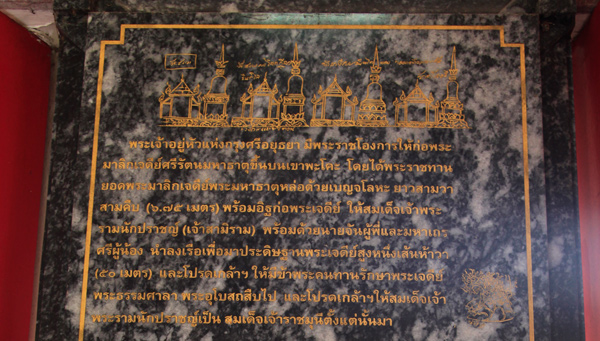 พระเจ้าอยู่หัวแห่งกรุงศรีอยุธยา มีพระราชโองการให้ก่อพระ
มาลิกเจดีย์ศรีรัตนมหาธาตุขึ้นบนเขาพะโคะ โดยได้พระราชทาน
ยอดพระมาลิกเจดีย์พระมหาธาตุหล่อด้วยเบญจโลหะ ยาวสามวา
สามคืบ (๖.๗๕ เมตร) พร้อมอิฐก่อพระเจดีย์ ให้สมเด็จเจ้าพระ
รามนักปราชญ์ (เจ้าสามีราม) พร้อมด้วยนายจันผู้พี่และมหาเถร
ศรีผู้น้อง นำลงเรือเพื่อมาประดิษฐานพระเจดีย์สูงหนึ่งเส้นห้าวา
(๕๐ เมตร) และโปรดเกล้าฯ ให้มีข้าพระคนทานรักษาพระเจดีย์
พระธรรมศาลา พระอุโบสถสืบไป และโปรดเกล้าฯให้สมเด็จเจ้า
พระรามนักปราชญ์เป็น สมเด็จเจ้าราชมุนีตั้งแต่นั้นมา